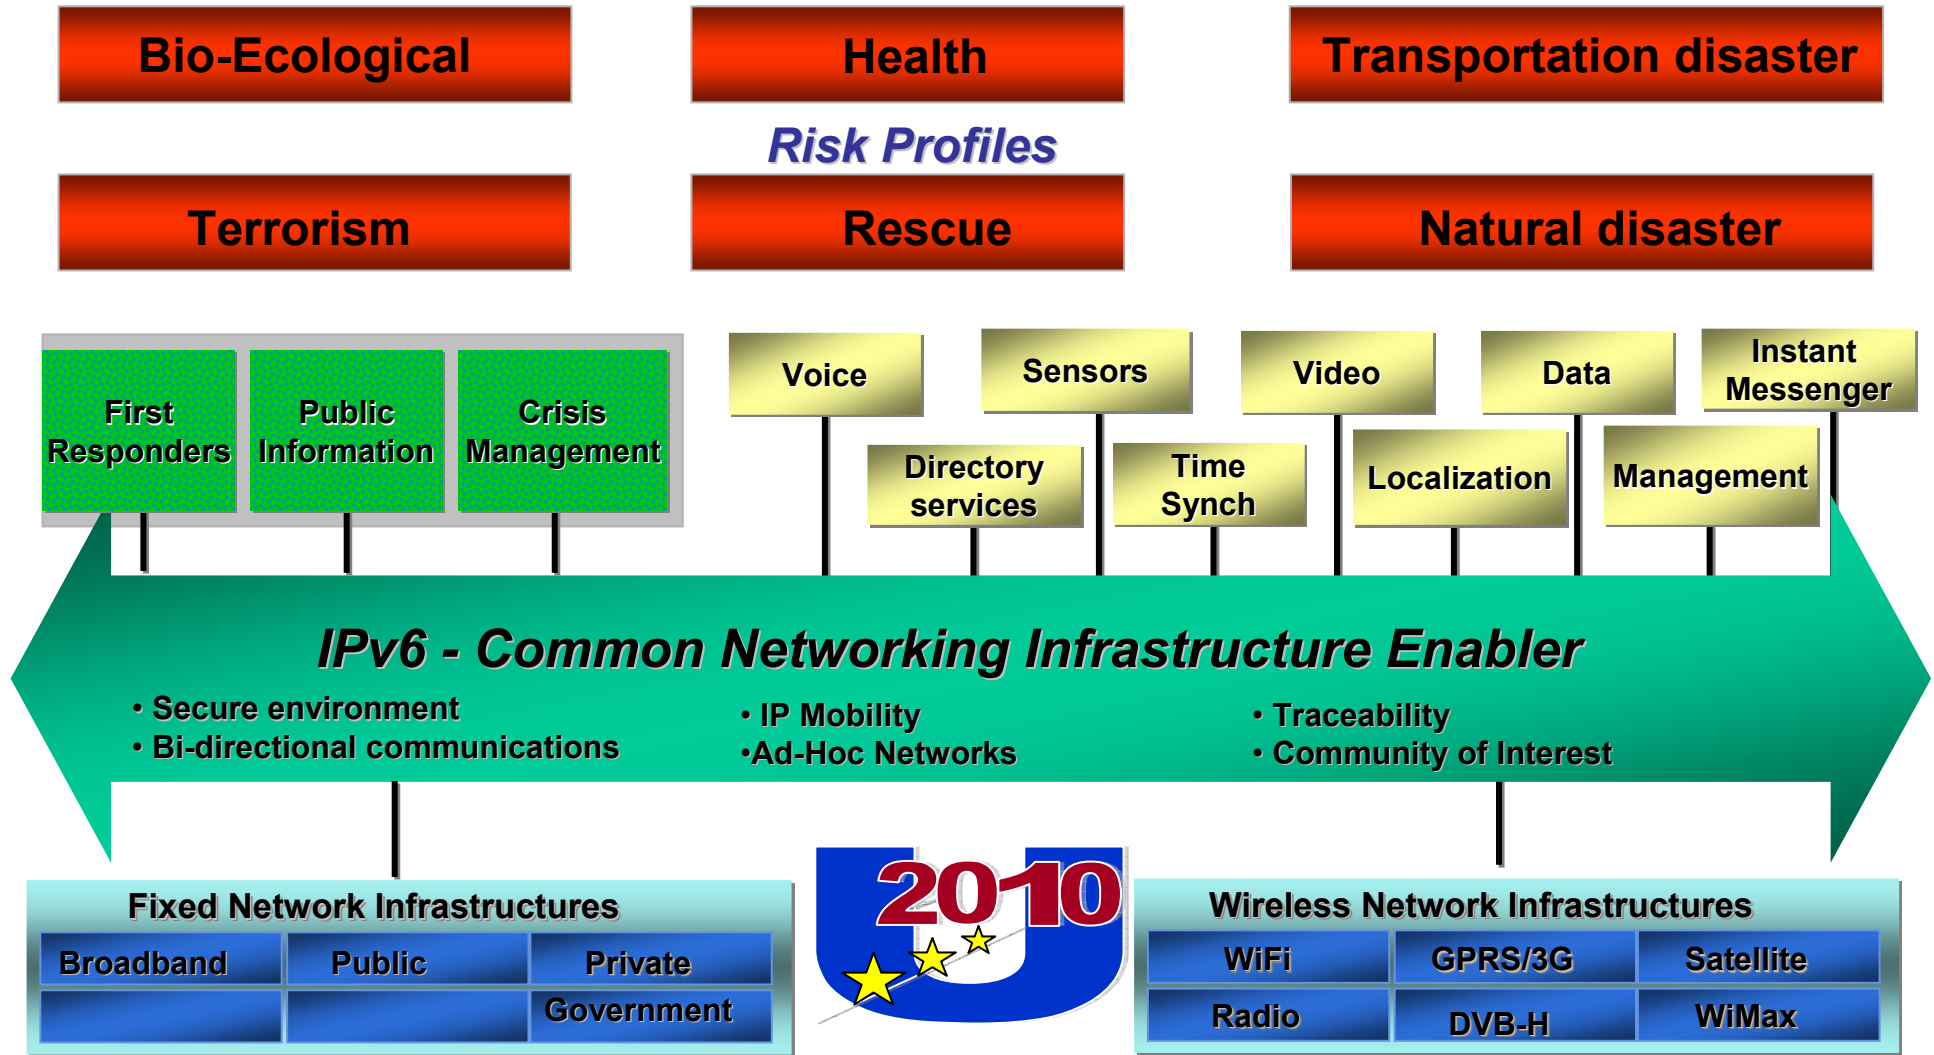 Bio-Ecological
Health
Transportation disaster
Risk Profiles
Terrorism
Rescue
Natural disaster
First
Responders
Public
Information
Crisis
Management
Voice
Sensors
Video
Data
Instant
Messenger
Directory
services
Time
Synch
Localization
Management
IPv6 - Common Networking Infrastructure Enabler
• Secure environment
• Bi-directional communications
• IP Mobility
•Ad-Hoc Networks
• Traceability
• Community of Interest
Fixed Network Infrastructures
Broadband
Public
Private
Government
U
2010
Wireless Network Infrastructures
WiFi
GPRS/3G
Satellite
Radio
DVB-H
WiMax